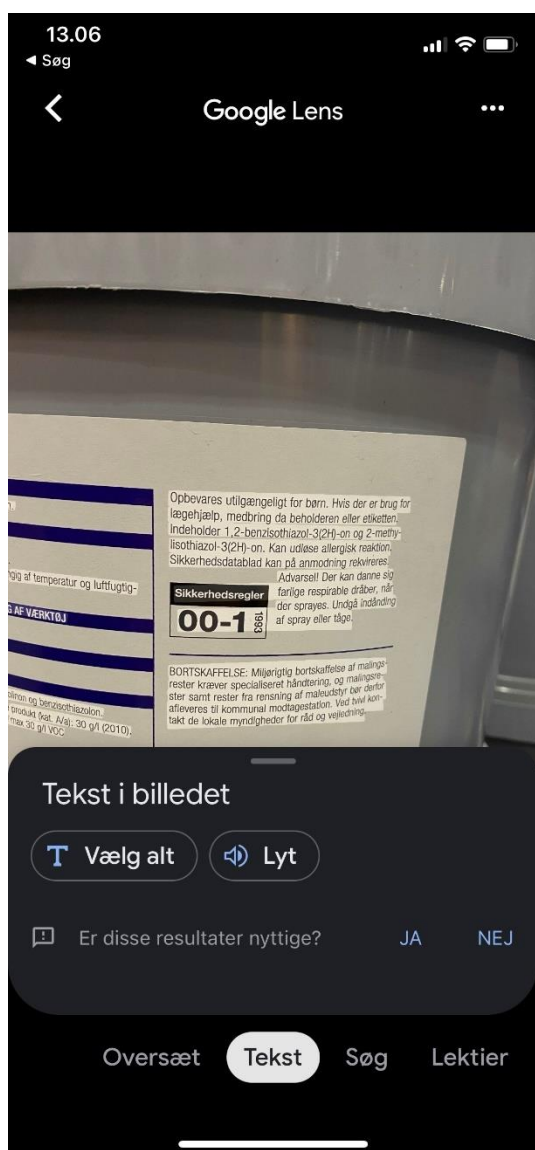 13.06
◀ Søg
Google Lens
Opbevares utilgængeligt for børn. Hvis der er brug for
lægehjælp, medbring da beholderen eller etiketten.
Indeholder 1,2-benzisothiazol-3(2H)-on og 2-methy-
lisothiazol-3(2H)-on. Kan udløse allergisk reaktion.
Sikkerhedsdatablad kan på anmodning rekvireres.
Advarsel! Der kan danne sig
farlige respirable dråber, når
der sprayes. Undgå indånding
af spray eller tåge.
Sikkerhedsregler
00-1 1993
BORTSKAFFELSE: Miljørigtig bortskaffelse af malings-
rester kræver specialiseret håndtering, og malingsre-
ster samt rester fra rensning af maleudstyr bør derfor
afleveres til kommunal modtagestation. Ved tvivl kon-
takt de lokale myndigheder for råd og vejledning.
gig af temperatur og luftfugtig-
G AF VÆRKTØJ
og benzisothiazolon.
produkt (kat. A/a): 30 g/l (2010).
max 30 g/l VOC
Tekst i billedet
Vælg alt
Lyt
Er disse resultater nyttige?
JA
NEJ
Oversæt
Tekst
Søg
Lektier